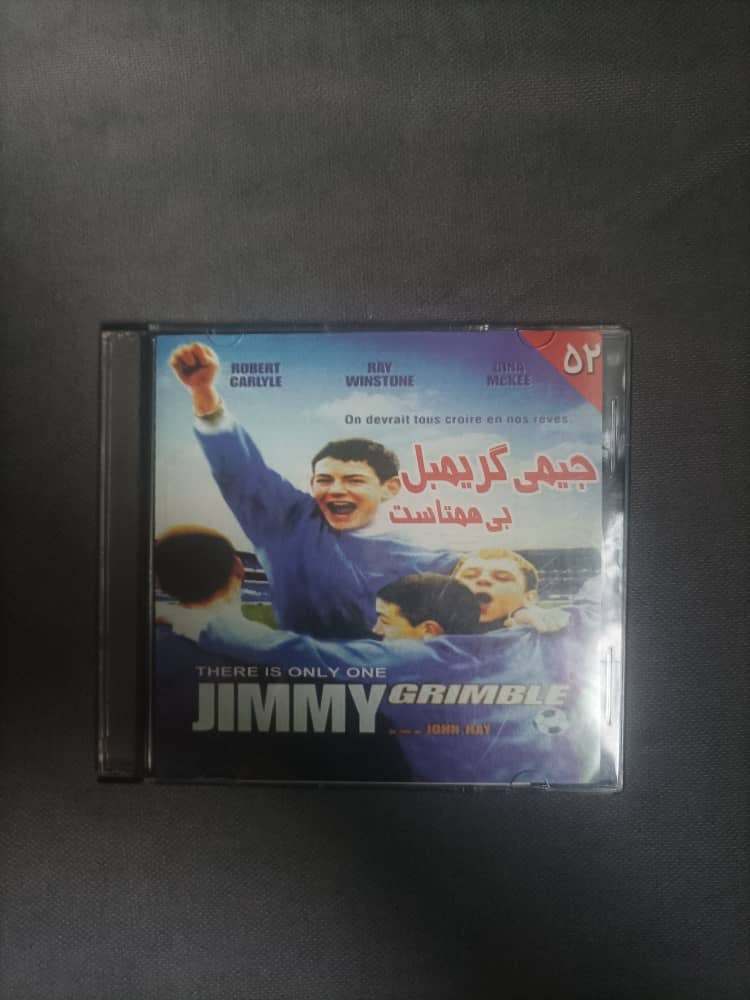 ۵۲
ROBERT CARLYLE
RAY WINSTONE
GINA McKEE
On devrait tous croire en nos rêves.
جیمی گریمبل
بی همتاست
THERE IS ONLY ONE
JIMMY GRIMBLE
JOHN HAY